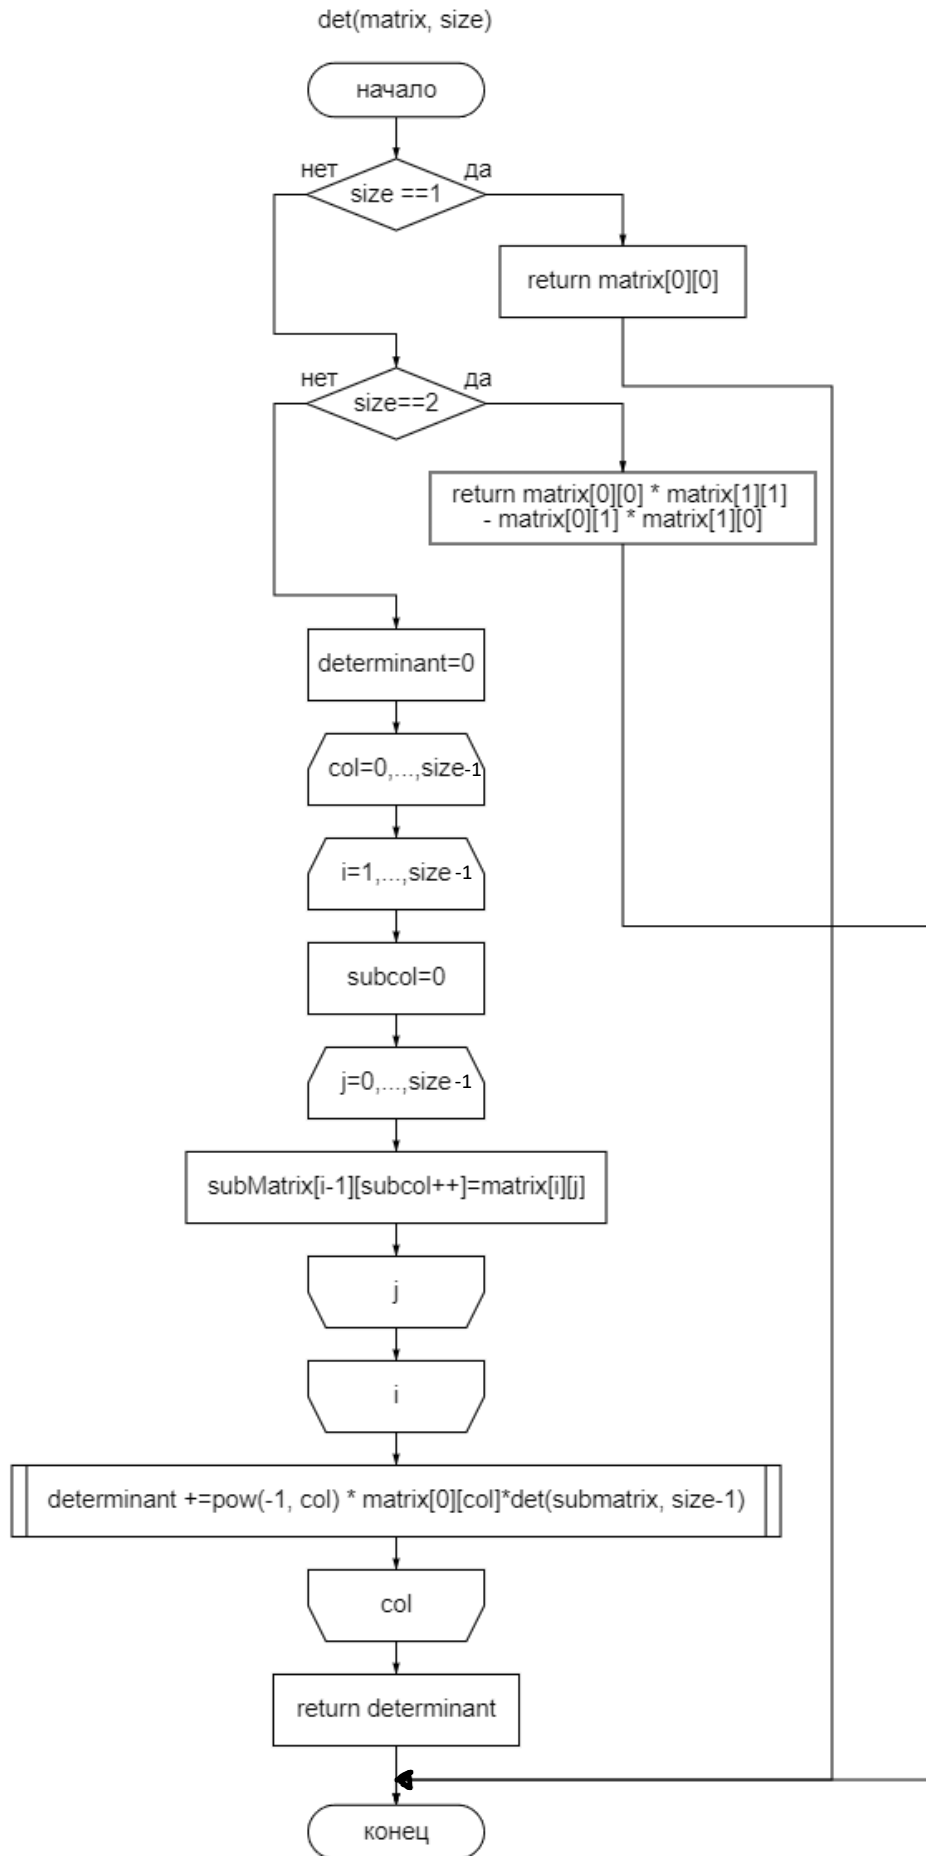 det(matrix, size)
начало
нет
да
size ==1
return matrix[0][0]
нет
да
size==2
return matrix[0][0] * matrix[1][1]
- matrix[0][1] * matrix[1][0]
determinant=0
col=0,...,size-1
i=1,...,size -1
subcol=0
j=0,...,size -1
subMatrix[i-1][subcol++]=matrix[i][j]
j
i
determinant +=pow(-1, col) * matrix[0][col]*det(submatrix, size-1)
col
return determinant
конец